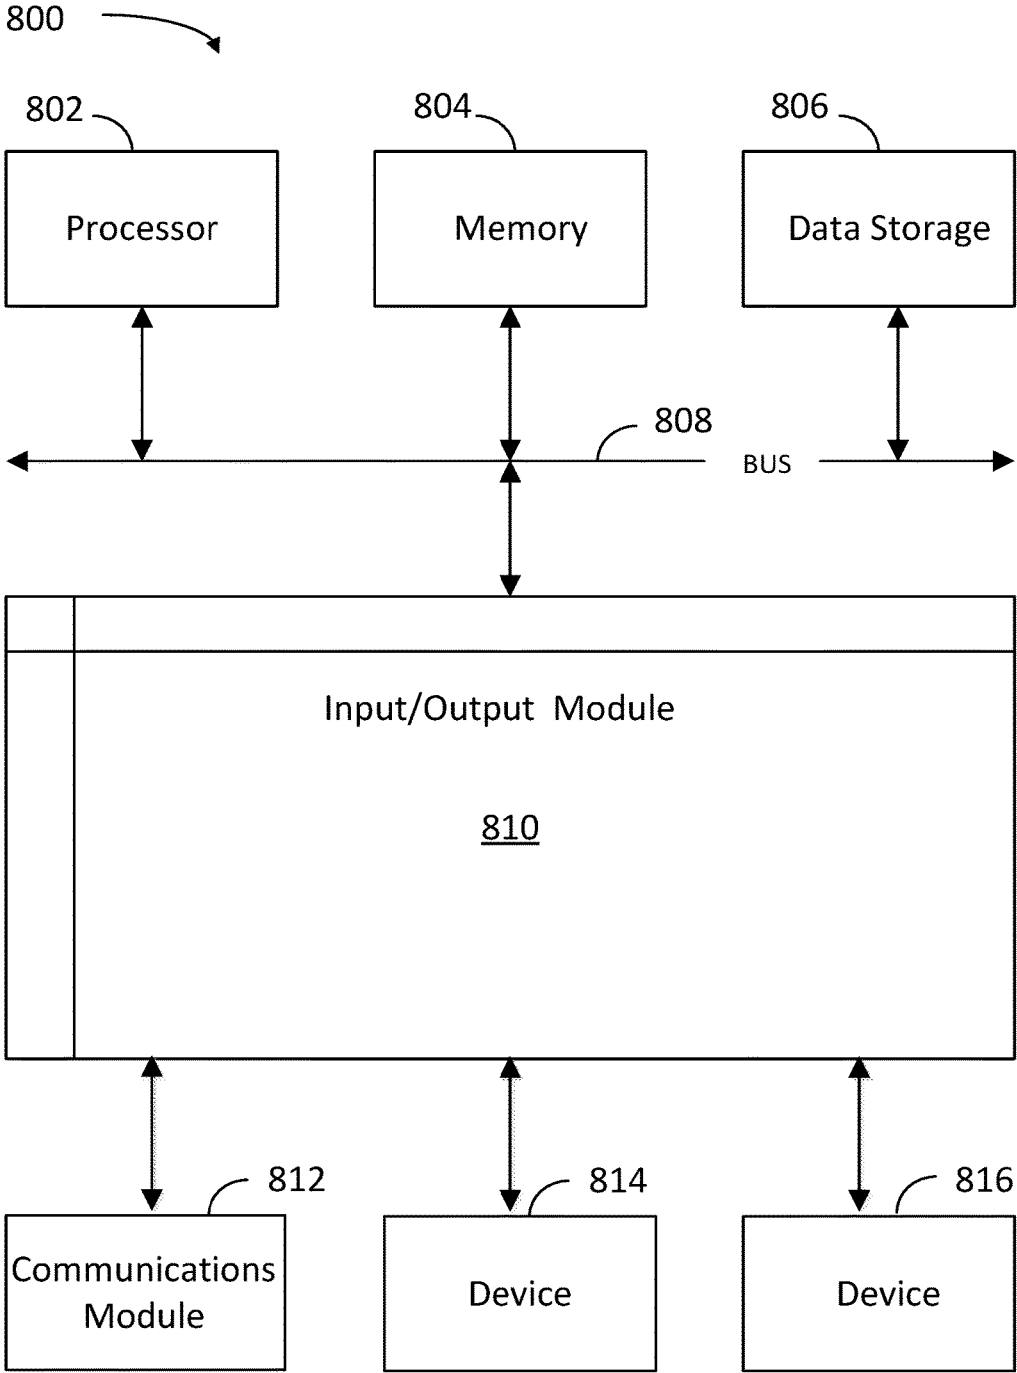 800
802
804
806
Processor
Memory
Data Storage
808
BUS
Input/Output Module
810
812
814
816
Communications
Module
Device
Device